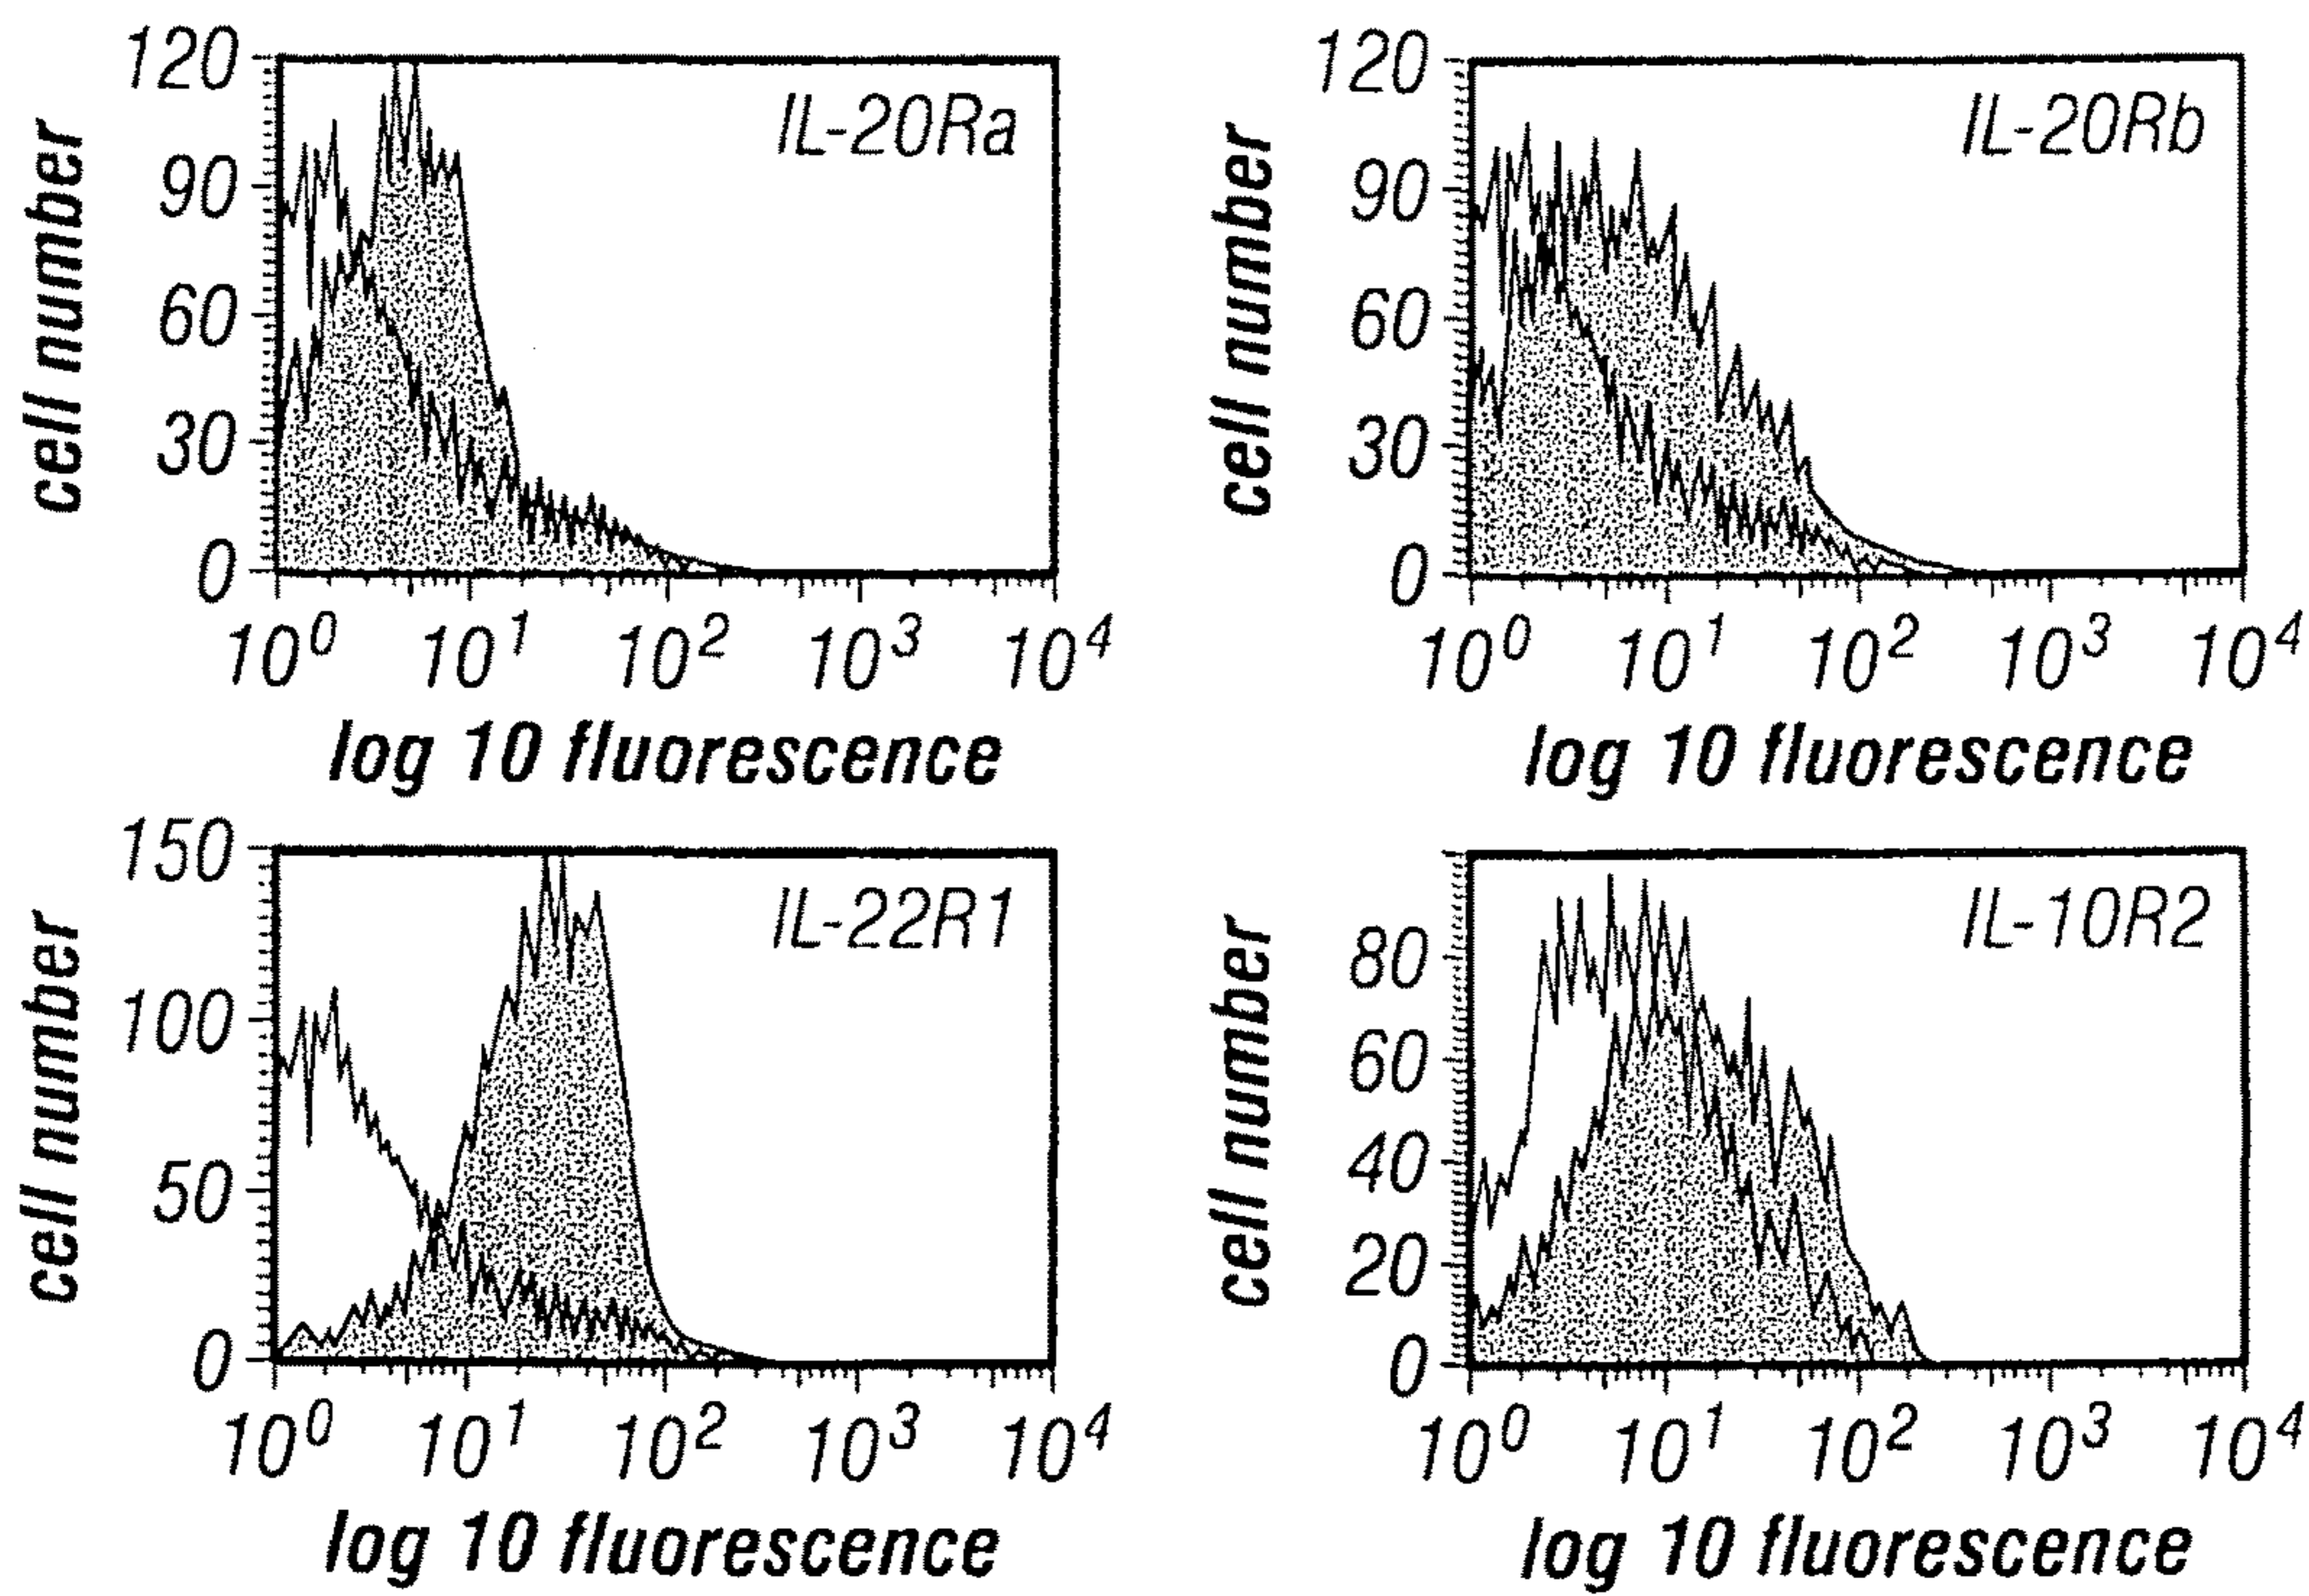 120
90
60
30
0
cell number
IL-20Ra
10⁰ 10¹ 10² 10³ 10⁴
log 10 fluorescence
120
90
60
30
0
cell number
IL-20Rb
10⁰ 10¹ 10² 10³ 10⁴
log 10 fluorescence
150
100
50
0
cell number
IL-22R1
10⁰ 10¹ 10² 10³ 10⁴
log 10 fluorescence
80
60
40
20
0
cell number
IL-10R2
10⁰ 10¹ 10² 10³ 10⁴
log 10 fluorescence